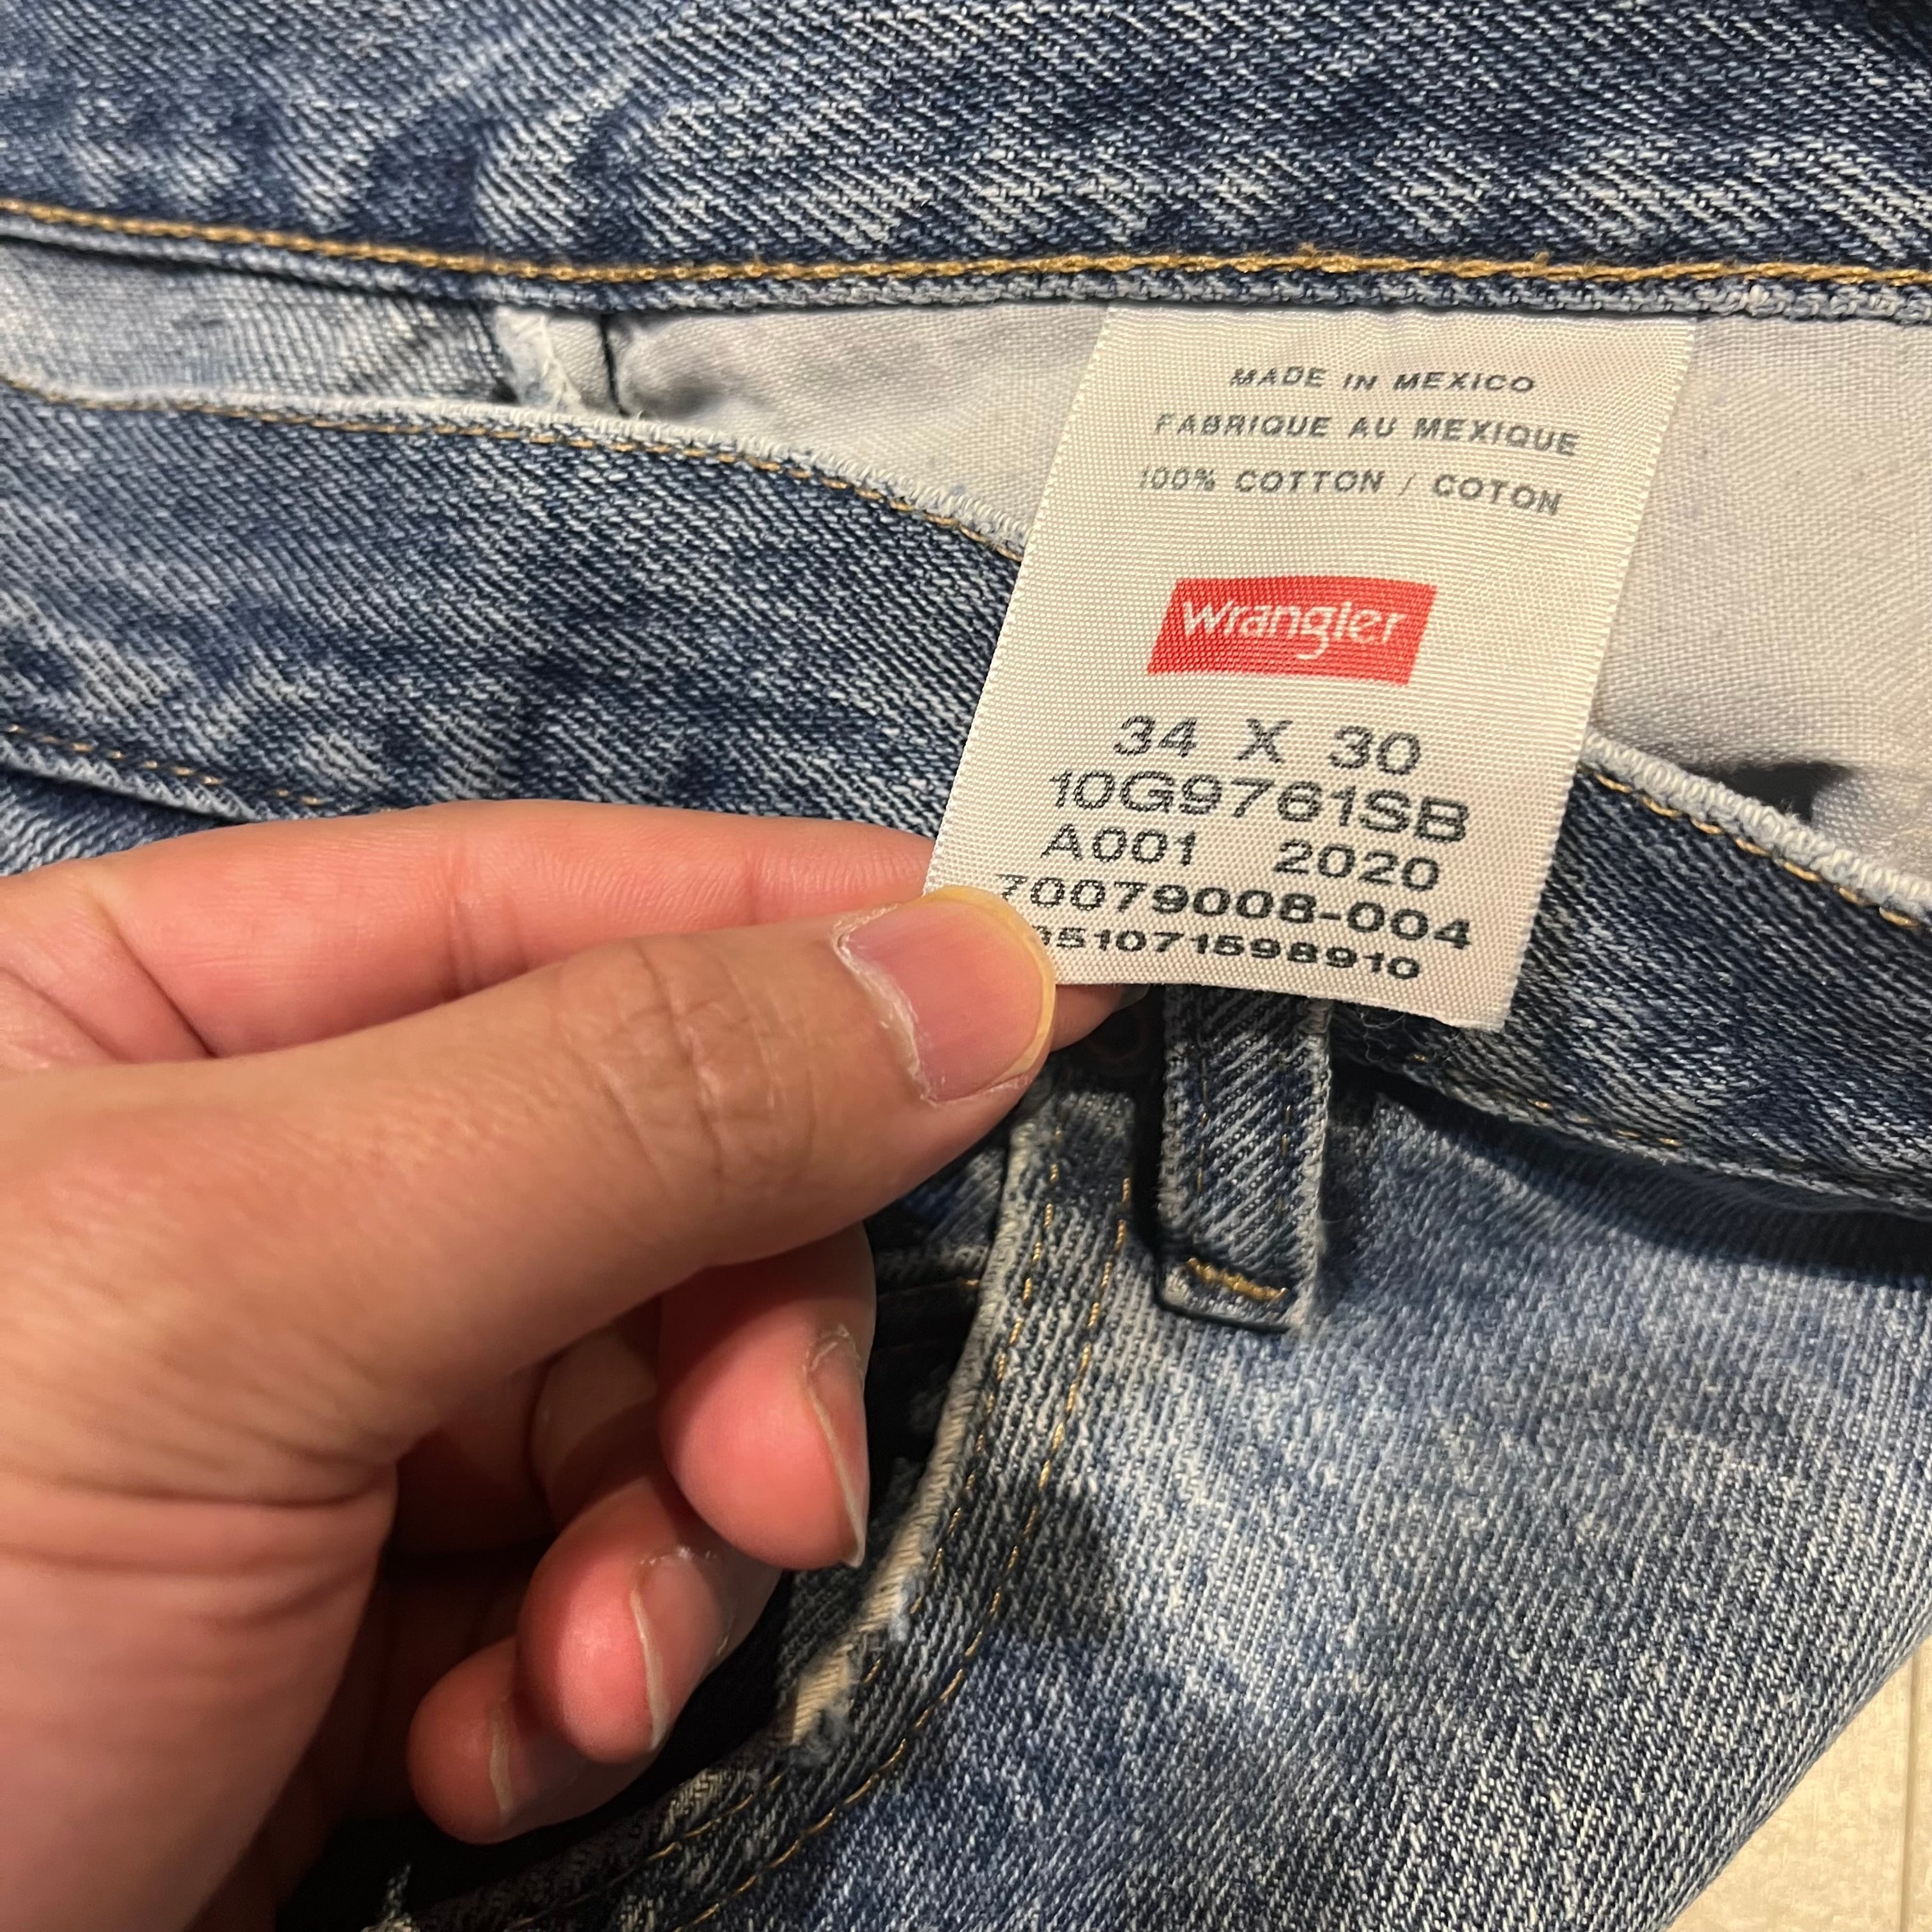 MADE IN MEXICO
FABRIQUE AU MEXIQUE
100% COTTON / COTON
Wrangler
34 X 30
10G9761SB
A001 2020
70079008-004